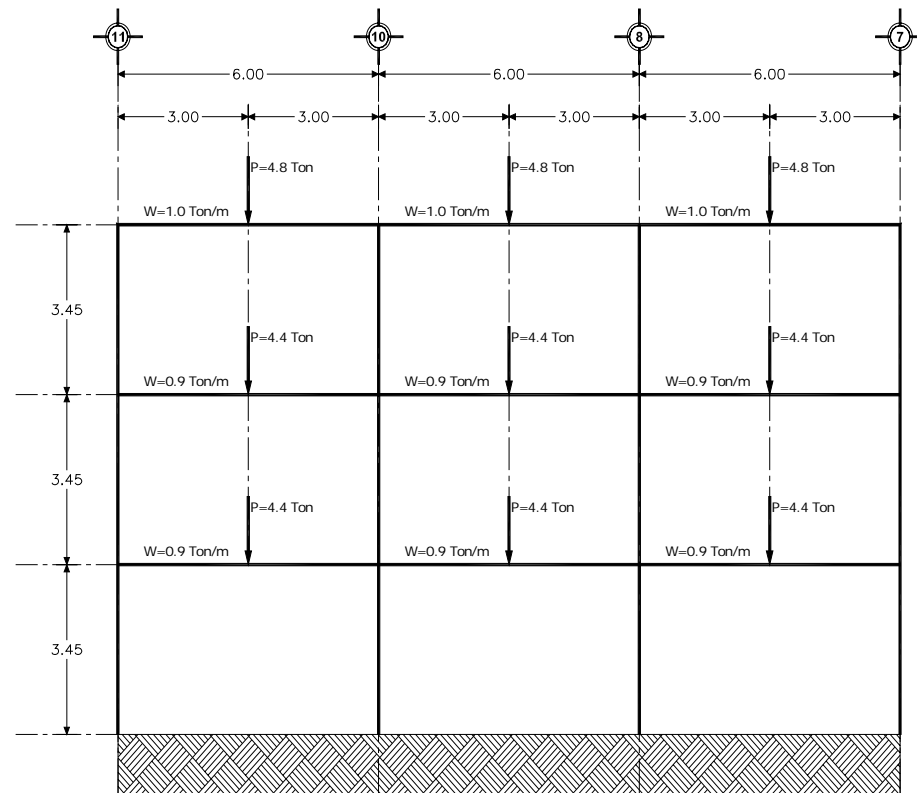 11 10 8 7
6.00 6.00 6.00
3.00 3.00 3.00 3.00 3.00 3.00
P=4.8 Ton P=4.8 Ton P=4.8 Ton
W=1.0 Ton/m W=1.0 Ton/m W=1.0 Ton/m
3.45
P=4.4 Ton P=4.4 Ton P=4.4 Ton
W=0.9 Ton/m W=0.9 Ton/m W=0.9 Ton/m
3.45
P=4.4 Ton P=4.4 Ton P=4.4 Ton
W=0.9 Ton/m W=0.9 Ton/m W=0.9 Ton/m
3.45